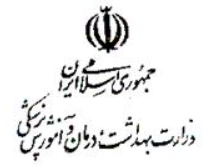 جمهوری اسلامی ایران
وزارت بهداشت، درمان و آموزش پزشکی